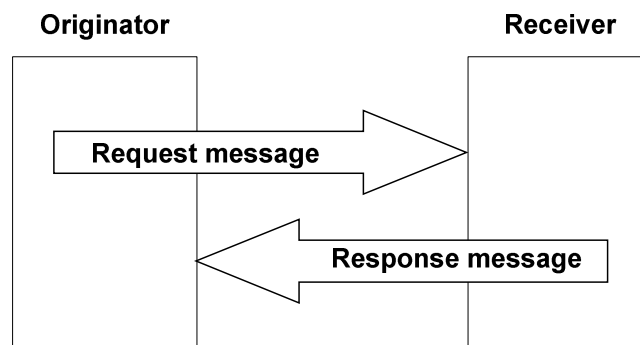 Originator
Receiver
Request message
Response message